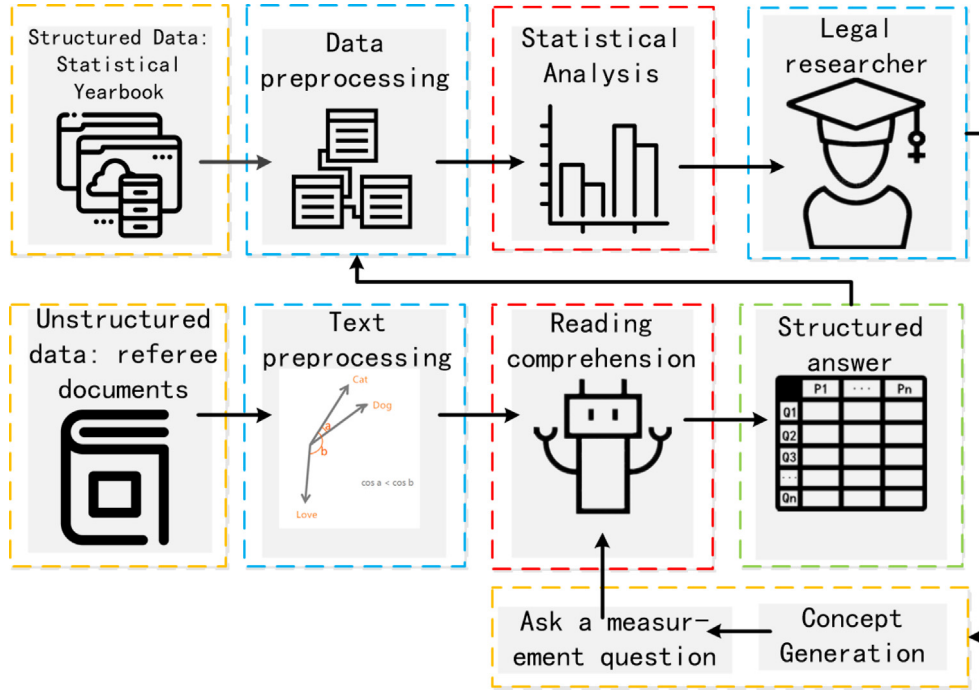 Structured Data:
Statistical
Yearbook
Data
preprocessing
Statistical
Analysis
Legal
researcher
Unstructured
data: referee
documents
Text
preprocessing
Cat
Dog
a
b
cos a < cos b
Love
Reading
comprehension
Structured
answer
P1 ··· Pn
Q1
Q2
Q3
···
Qn
Ask a measur-
ement question
Concept
Generation